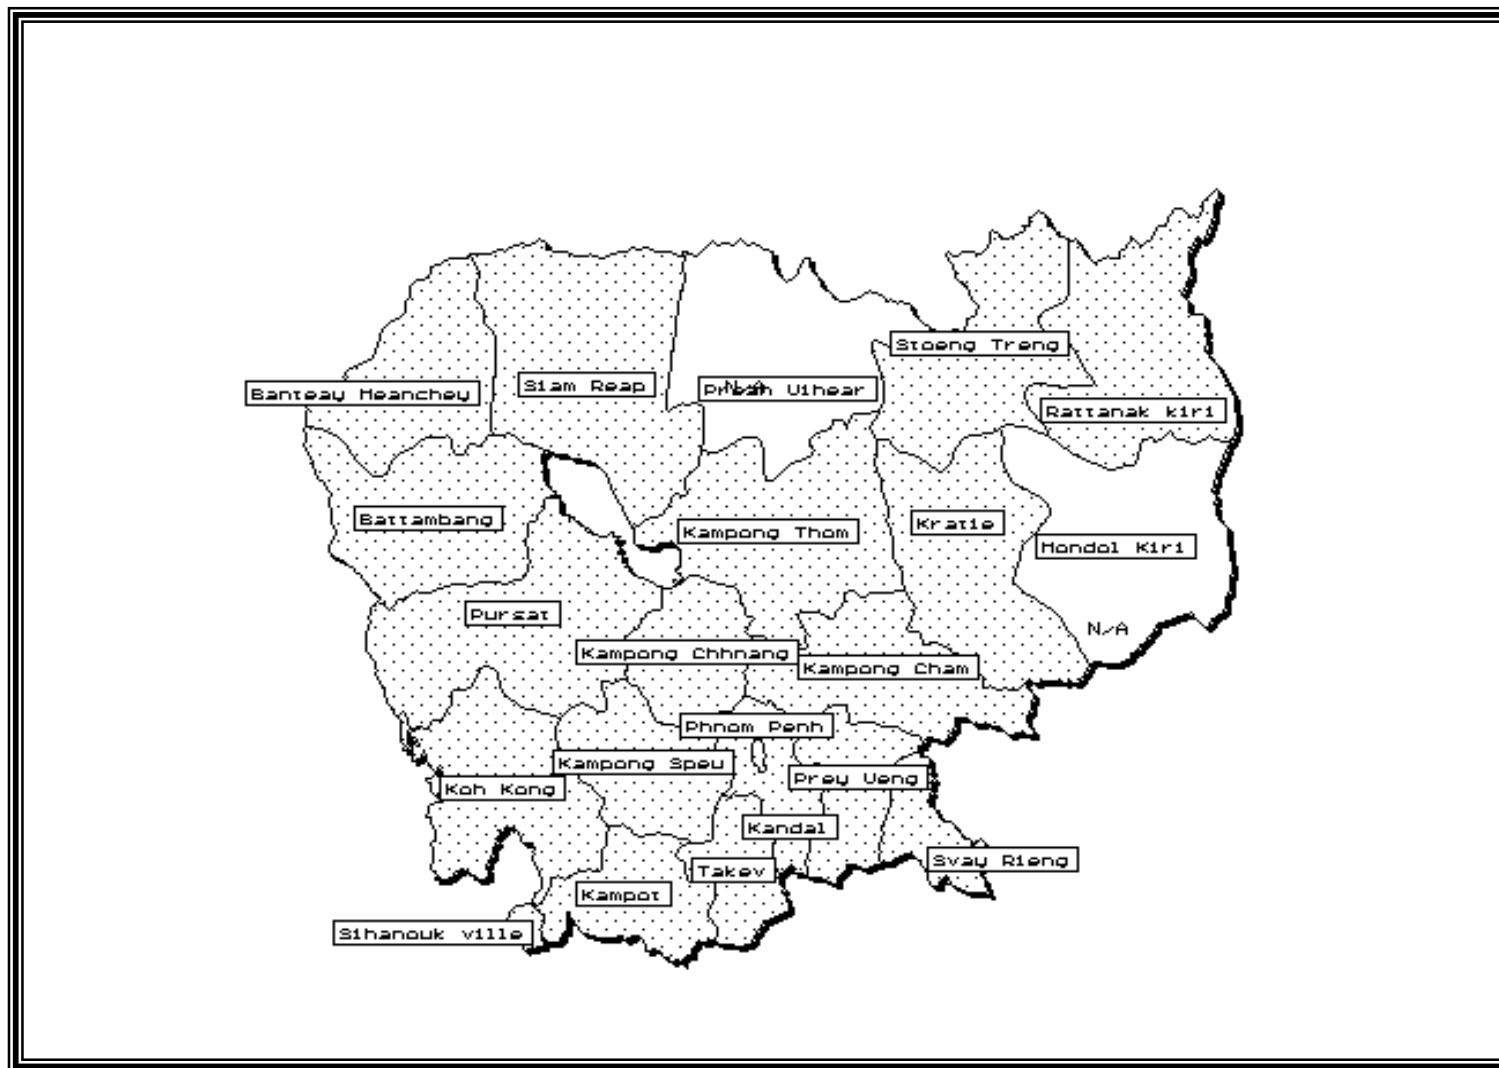 Stoeng Treng
Banteay Meanchey
Siam Reap
N/A
Preah Vihear
Rattanak kiri
Battambang
Kampong Thom
Kratie
Mondol Kiri
Pursat
N/A
Kampong Chhnang
Kampong Cham
Phnom Penh
Kampong Speu
Prey Veng
Koh Kong
Kandal
Svay Rieng
Takev
Kampot
Sihanouk ville